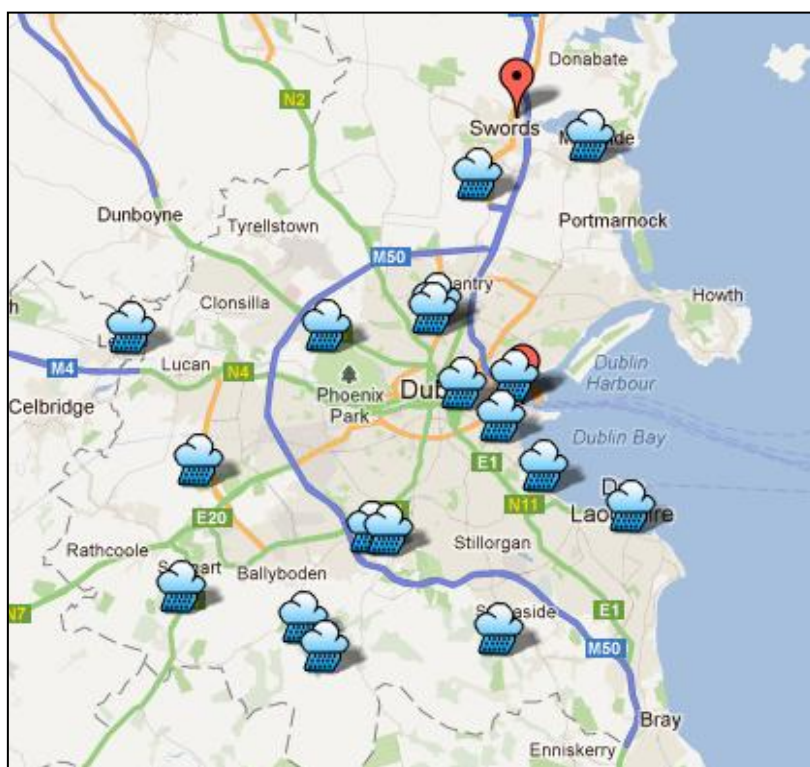 Donabate
N2
Swords
Dunboyne
Tyrellstown
Portmarnock
M50
Clonsilla
Howth
M4
Lucan
N4
Phoenix
Park
Dublin
Harbour
Celbridge
Dublin Bay
E1
N11
E20
Stillorgan
Rathcoole
Ballyboden
N7
E1
M50
Bray
Enniskerry